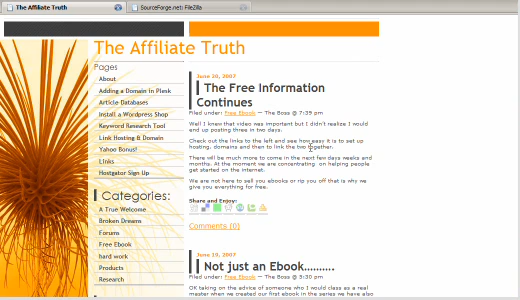 The Affiliate Truth
SourceForge.net: FileZilla
The Affiliate Truth
Pages
About
Adding a Domain in Plesk
Article Databases
Install a Wordpress Shop
Keyword Research Tool
Link Hosting & Domain
Yahoo Bonus!
Links
Hostgator Sign Up
Categories:
A True Welcome
Broken Dreams
Forums
Free Ebook
hard work
Products
Research
June 20, 2007
The Free Information
Continues
Filed under: Free Ebook — The Boss @ 7:39 pm
Well I knew that video was important but I didn't realize I would
end up posting three in two days.
Check out the links to the left and see how easy it is to set up
hosting, domains and then to link the two together.
There will be much more to come in the next few days weeks and
months. At the moment we are concentrating on helping people
get started on the internet.
We are not here to sell you ebooks or rip you off that is why we
give you everything for free.
Share and Enjoy:
Comments (0)
June 19, 2007
Not just an Ebook..........
Filed under: Free Ebook — The Boss @ 3:30 pm
OK taking on the advice of someone who I would class as a real
master when we created our first ebook in the series we have also